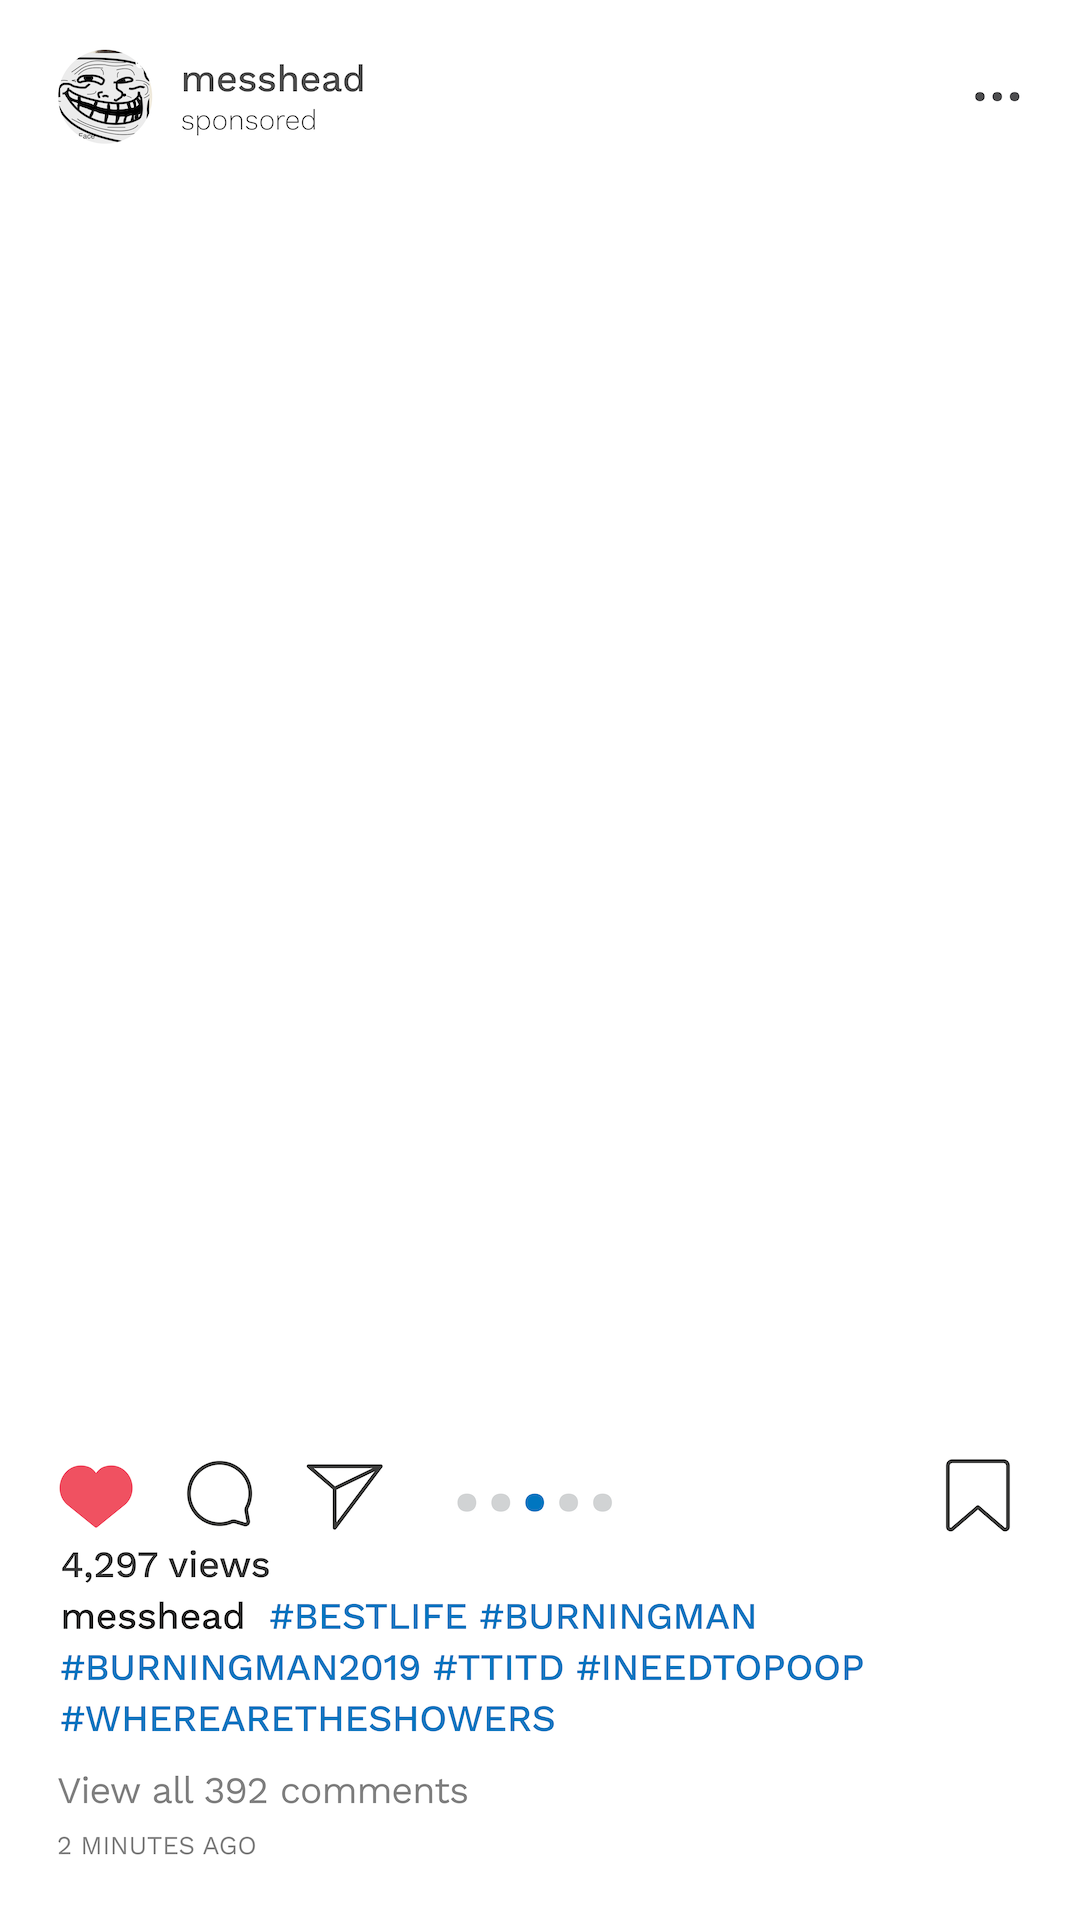 messhead
sponsored
4,297 views
messhead #BESTLIFE #BURNINGMAN
#BURNINGMAN2019 #TTITD #INEEDTOPOOP
#WHEREARETHESHOWERS
View all 392 comments
2 MINUTES AGO